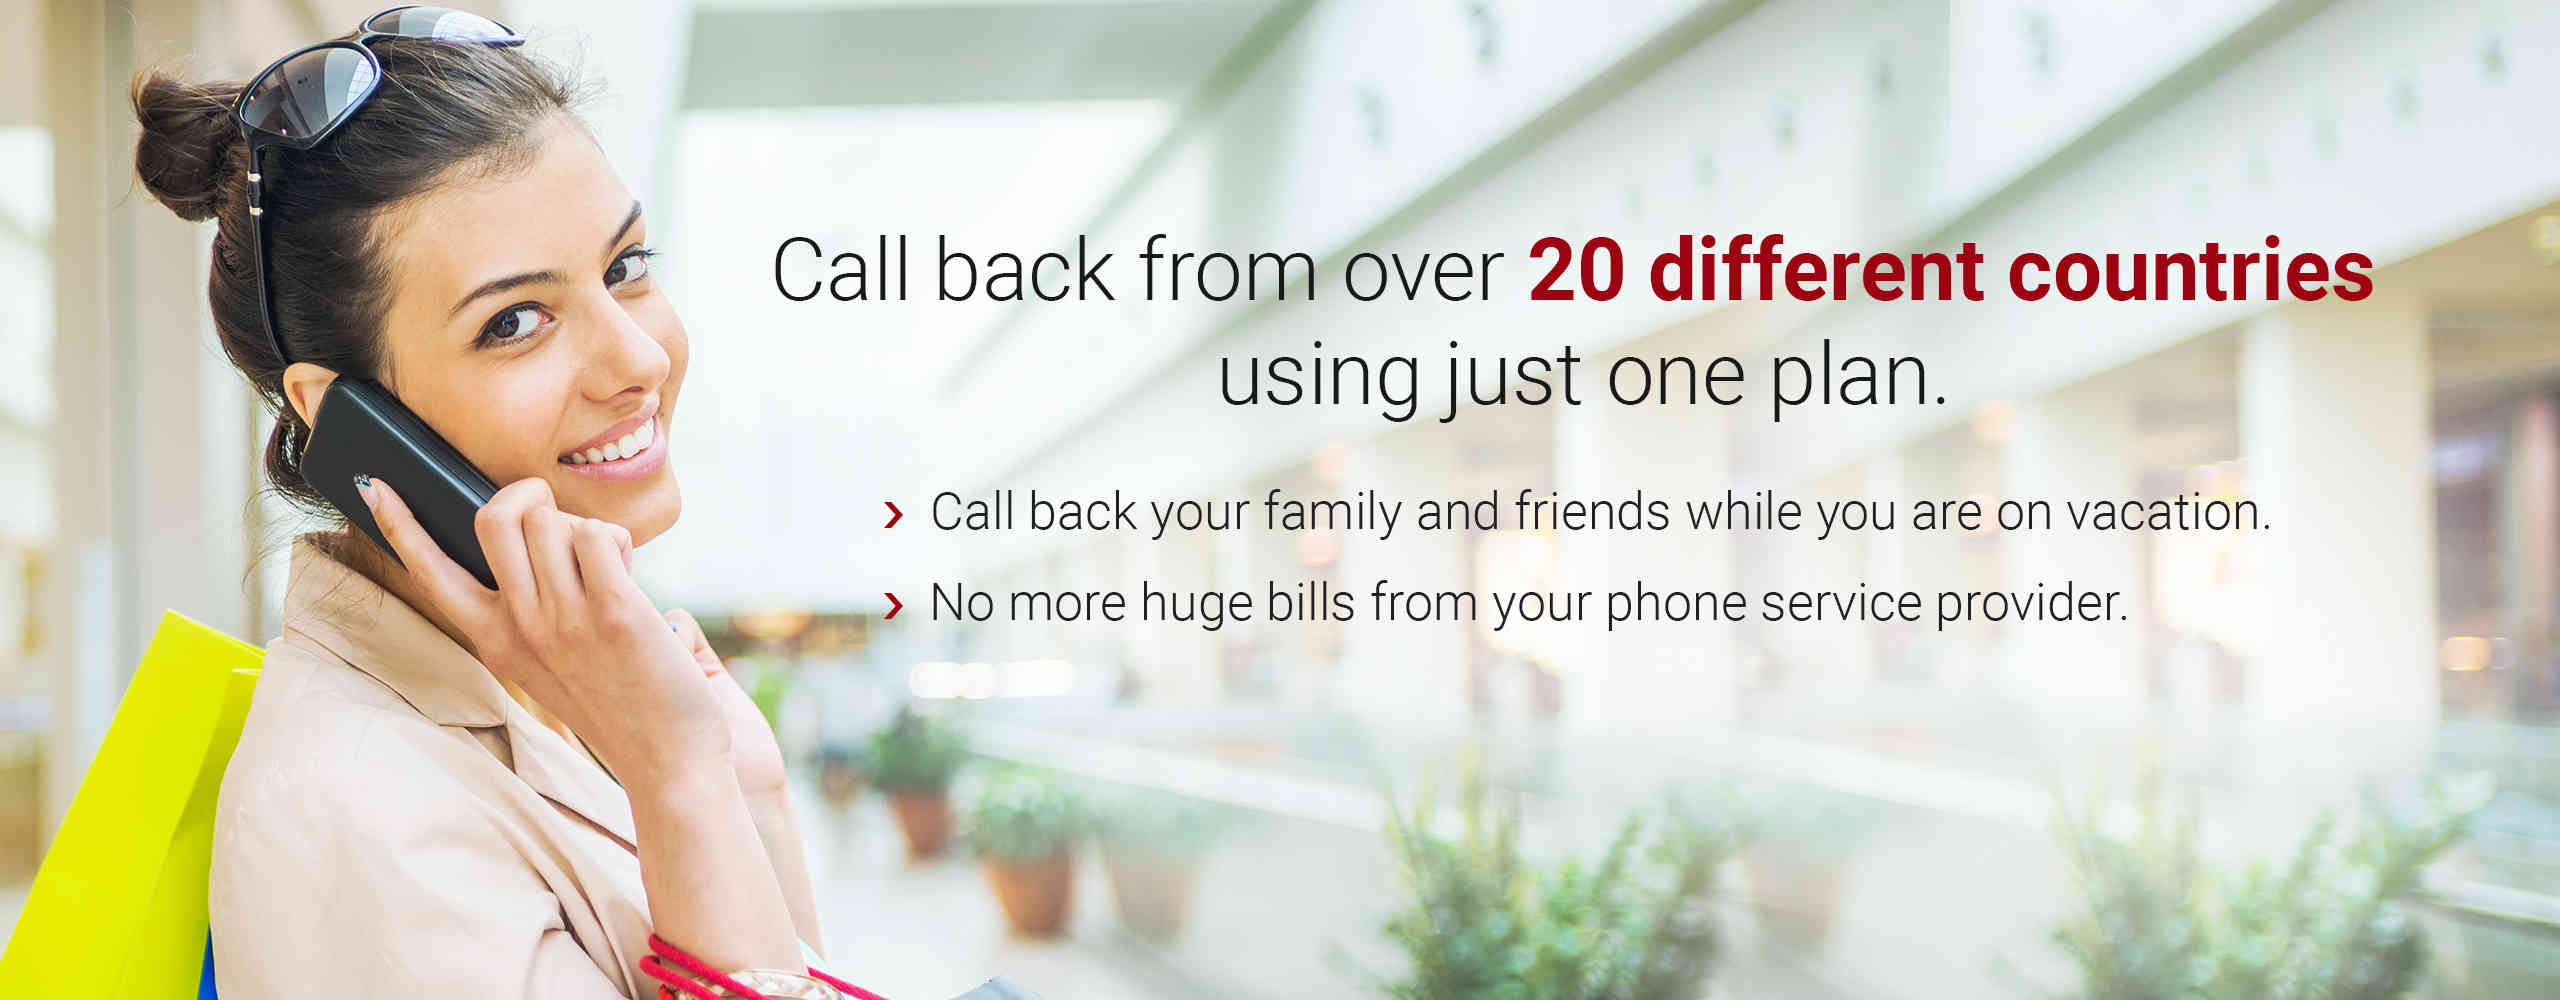 Call back from over 20 different countries
using just one plan.
› Call back your family and friends while you are on vacation.
› No more huge bills from your phone service provider.